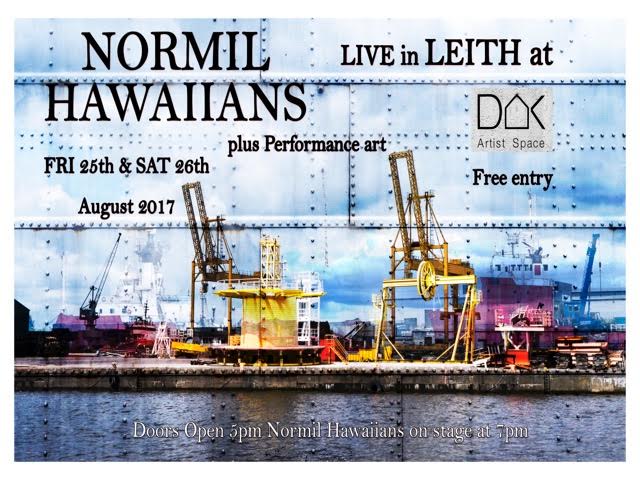 NORMIL
HAWAIIANS
LIVE in LEITH at
DOK
Artist Space
plus Performance art
FRI 25th & SAT 26th
August 2017
Free entry
Doors Open 5pm Normil Hawaiians on stage at 7pm